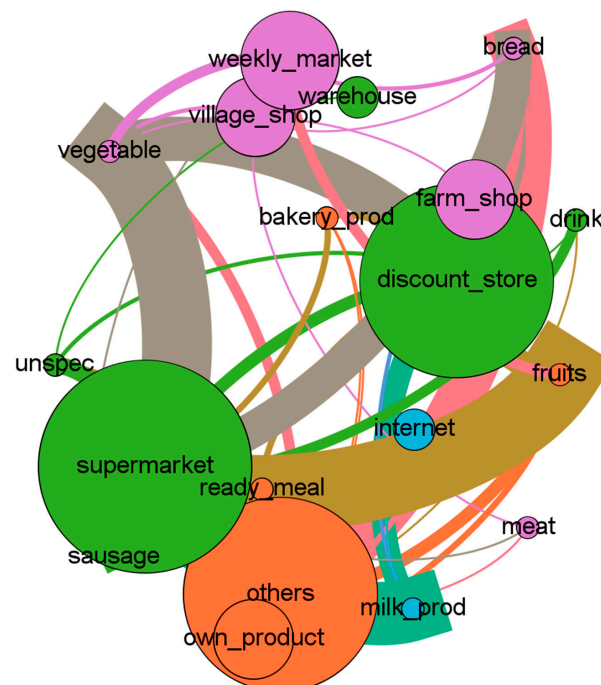 weekly_market
bread
warehouse
village_shop
vegetable
farm_shop
bakery_prod
drink
discount_store
unspec
fruits
internet
supermarket
ready_meal
meat
sausage
others
milk_prod
own_product